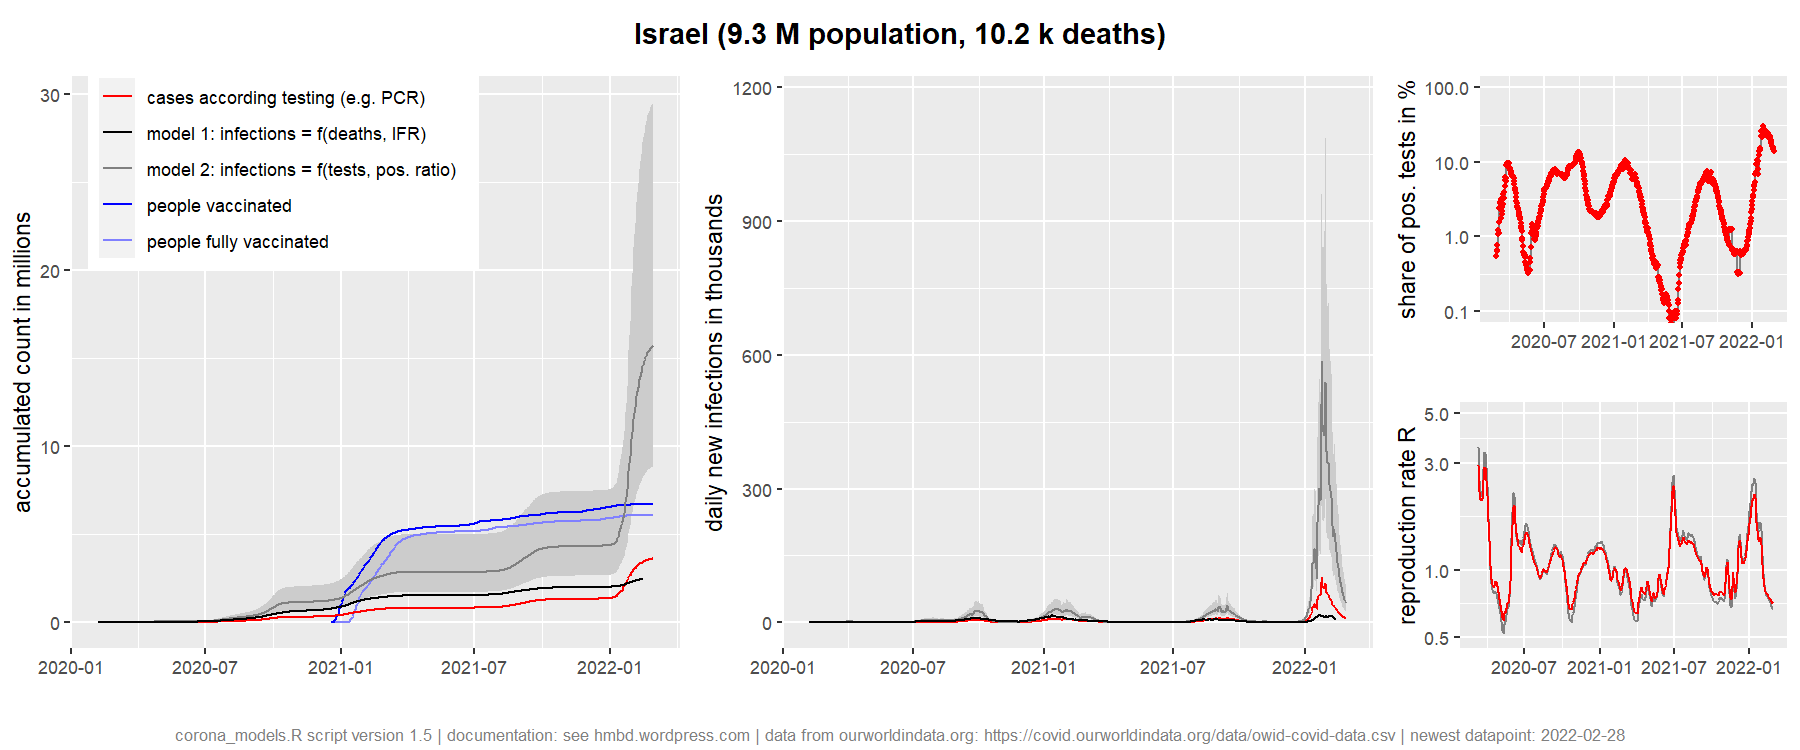 Israel (9.3 M population, 10.2 k deaths)
accumulated count in millions
30
20
10
0
cases according testing (e.g. PCR)
model 1: infections = f(deaths, IFR)
model 2: infections = f(tests, pos. ratio)
people vaccinated
people fully vaccinated
2020-01 2020-07 2021-01 2021-07 2022-01
daily new infections in thousands
1200
900
600
300
0
2020-01 2020-07 2021-01 2021-07 2022-01
share of pos. tests in %
100.0
10.0
1.0
0.1
2020-07 2021-01 2021-07 2022-01
reproduction rate R
5.0
3.0
1.0
0.5
2020-07 2021-01 2021-07 2022-01
corona_models.R script version 1.5 | documentation: see hmbd.wordpress.com | data from ourworldindata.org: https://covid.ourworldindata.org/data/owid-covid-data.csv | newest datapoint: 2022-02-28